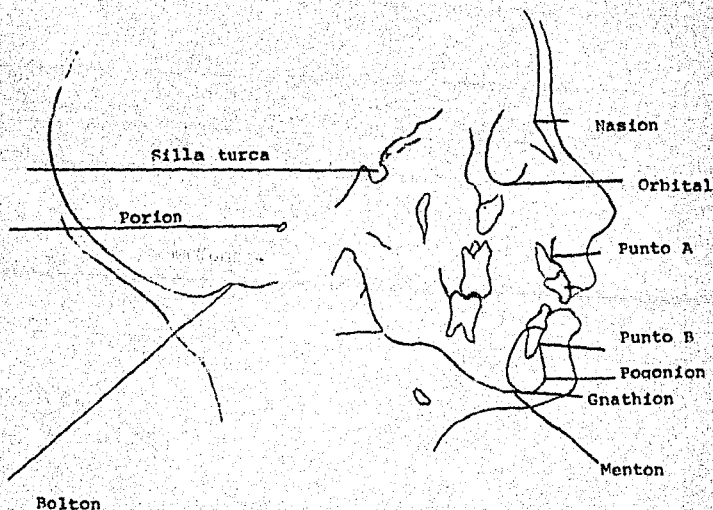 Nasion
Silla turca
Orbital
Porion
Punto A
Punto B
Pogonion
Gnathion
Menton
Bolton